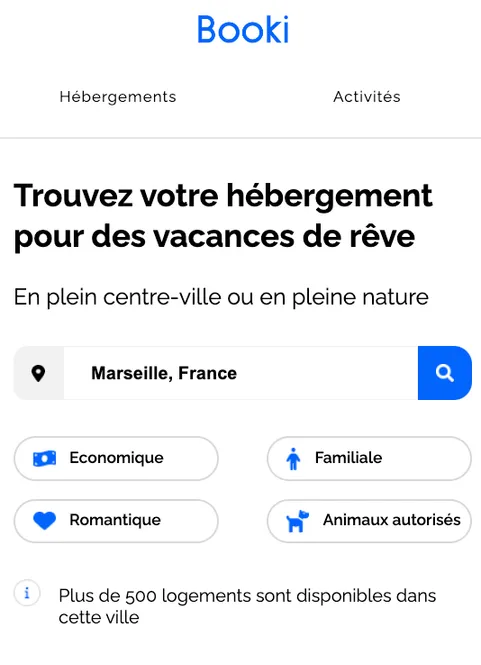 Booki
Hébergements
Activités
Trouvez votre hébergement
pour des vacances de rêve
En plein centre-ville ou en pleine nature
Marseille, France
Economique
Familiale
Romantique
Animaux autorisés
i
Plus de 500 logements sont disponibles dans
cette ville